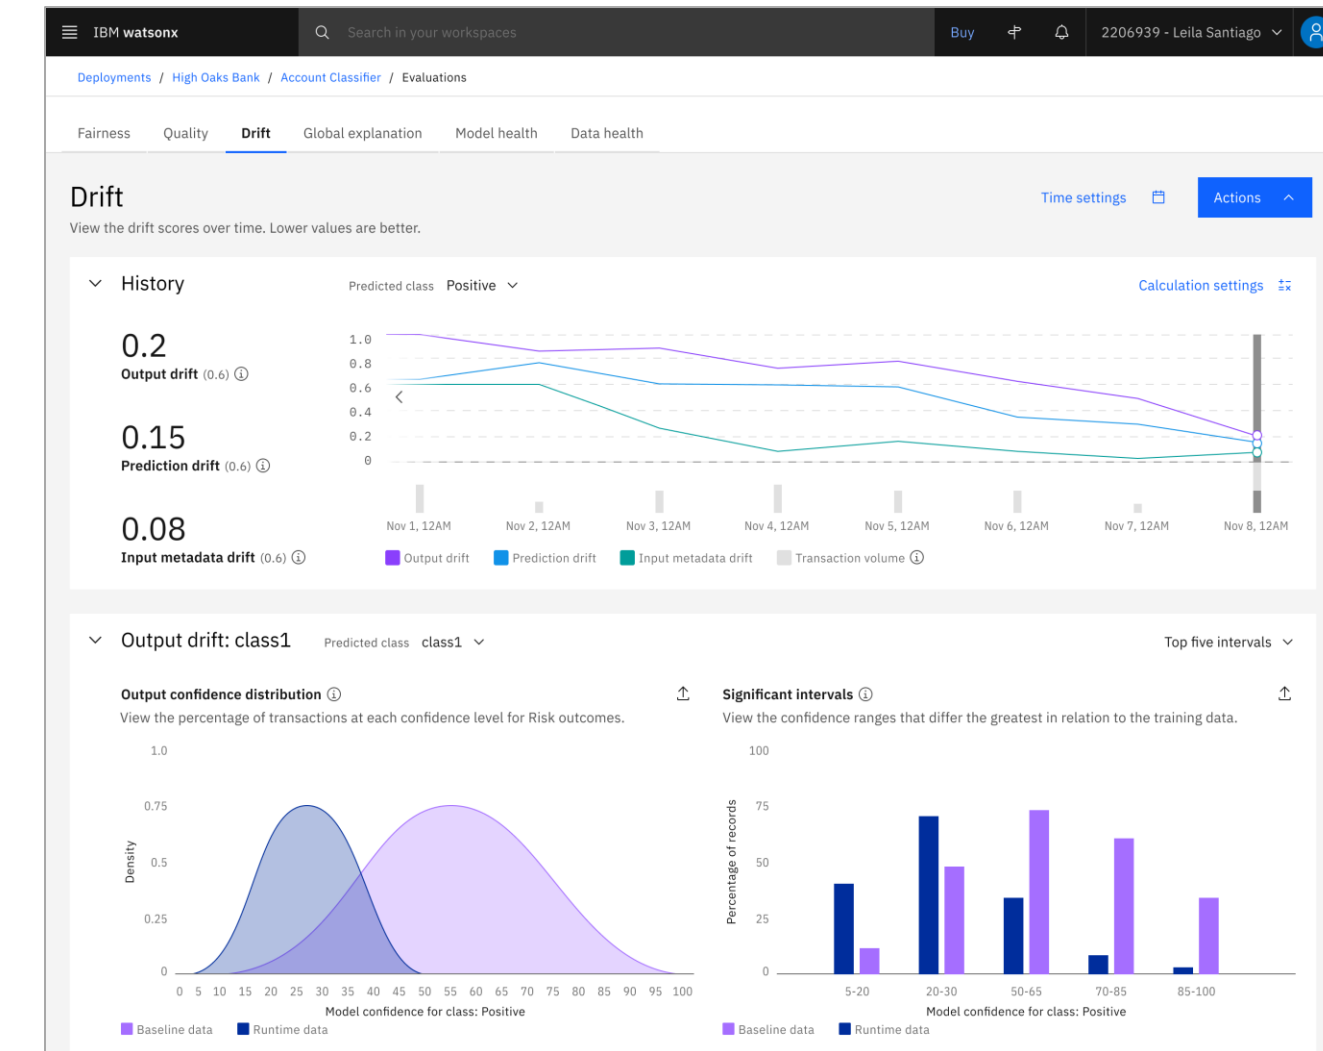 IBM watsonx
Search in your workspaces
Buy
2206939 - Leila Santiago
Deployments / High Oaks Bank / Account Classifier / Evaluations
Fairness Quality Drift Global explanation Model health Data health
Drift
Time settings
Actions
View the drift scores over time. Lower values are better.
History
Predicted class Positive
Calculation settings
0.2
Output drift (0.6)
0.15
Prediction drift (0.6)
0.08
Input metadata drift (0.6)
1.0
0.8
0.6
0.4
0.2
0
Nov 1, 12AM Nov 2, 12AM Nov 3, 12AM Nov 4, 12AM Nov 5, 12AM Nov 6, 12AM Nov 7, 12AM Nov 8, 12AM
Output drift Prediction drift Input metadata drift Transaction volume
Output drift: class1
Predicted class class1
Top five intervals
Output confidence distribution
View the percentage of transactions at each confidence level for Risk outcomes.
1.0
0.75
0.5
0.25
0
Density
0 5 10 15 20 25 30 35 40 45 50 55 60 65 70 75 80 85 90 95 100
Model confidence for class: Positive
Baseline data Runtime data
Significant intervals
View the confidence ranges that differ the greatest in relation to the training data.
100
75
50
25
0
Percentage of records
5-20 20-30 50-65 70-85 85-100
Model confidence for class: Positive
Baseline data Runtime data